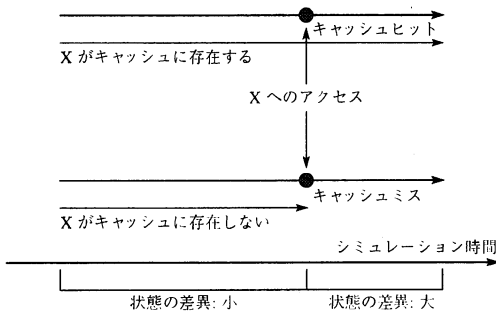 キャッシュヒット
Xがキャッシュに存在する
Xへのアクセス
キャッシュミス
Xがキャッシュに存在しない
シミュレーション時間
状態の差異: 小
状態の差異: 大